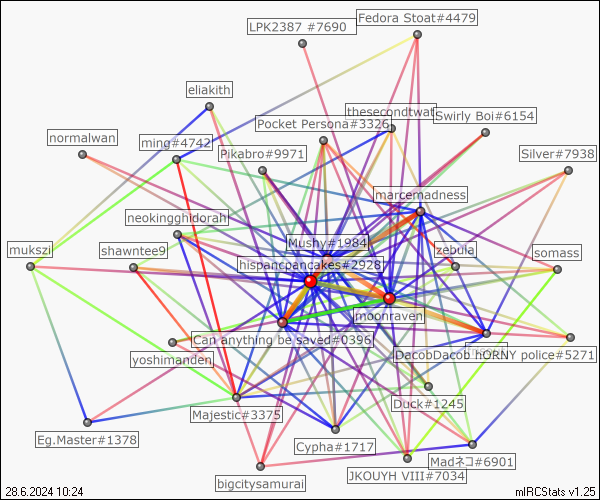 Fedora Stoat#4479
LPK2387 #7690
eliakith
thesecondtwat
Swirly Boi#6154
Pocket Persona#3326
normalwan
ming#4742
Pikabro#9971
Silver#7938
marcemadness
neokingghidorah
Mushy#1984
mukszi
shawntee9
zebula
somass
hispancpancakes#2928
moonraven
Can anything be saved#0396
yoshimanden
DacobDacob
hORNY police#5271
Duck#1245
Majestic#3375
Eg.Master#1378
Cypha#1717
Madネコ#6901
JKOUYH VIII#7034
bigcitysamurai
28.6.2024 10:24
mIRCStats v1.25